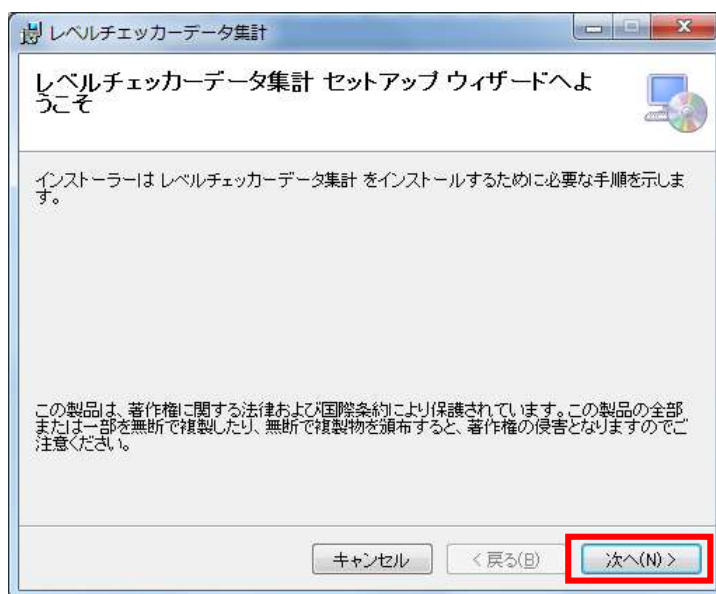 レベルチェッカーデータ集計
レベルチェッカーデータ集計 セットアップ ウィザードへよ
うこそ
インストーラーは レベルチェッカーデータ集計 をインストールするために必要な手順を示しま
す。
この製品は、著作権に関する法律および国際条約により保護されています。この製品の全部
または一部を無断で複製したり、無断で複製物を頒布すると、著作権の侵害となりますのでご
注意ください。
キャンセル
< 戻る(B)
次へ(N) >